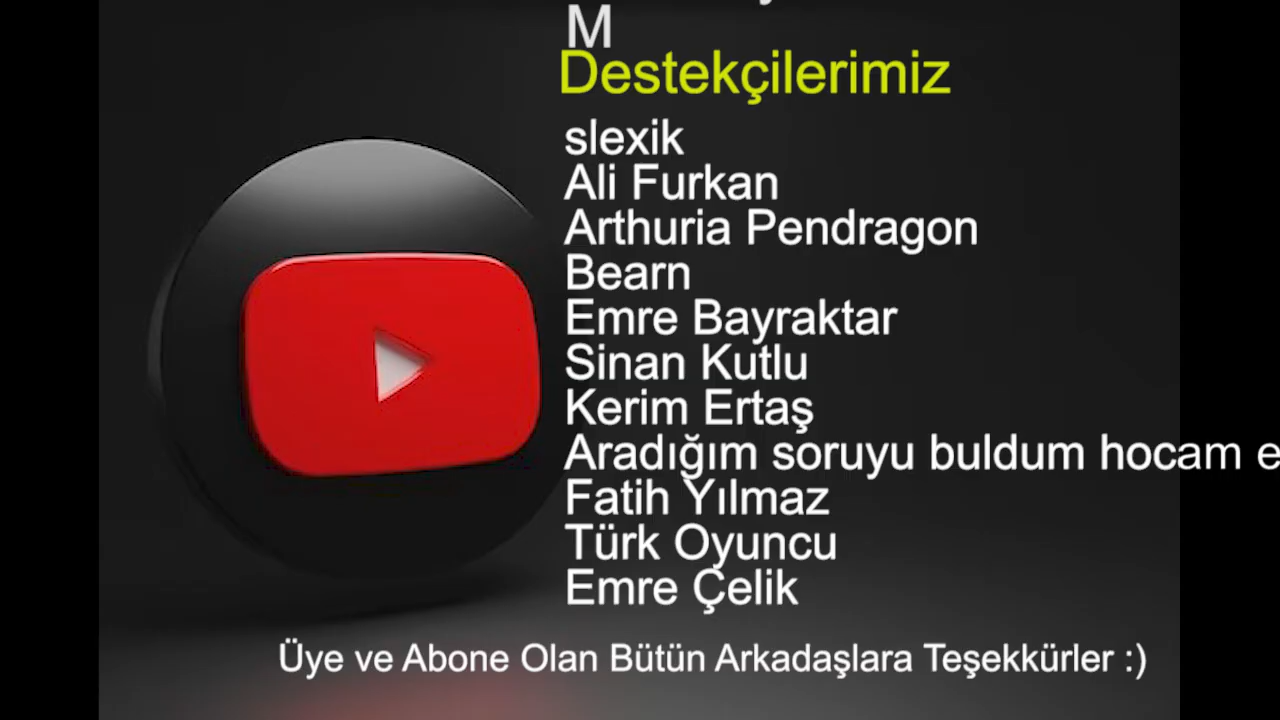 M
Destekçilerimiz
slexik
Ali Furkan
Arthuria Pendragon
Bearn
Emre Bayraktar
Sinan Kutlu
Kerim Ertaş
Aradığım soruyu buldum hocam e
Fatih Yılmaz
Türk Oyuncu
Emre Çelik
Üye ve Abone Olan Bütün Arkadaşlara Teşekkürler :)